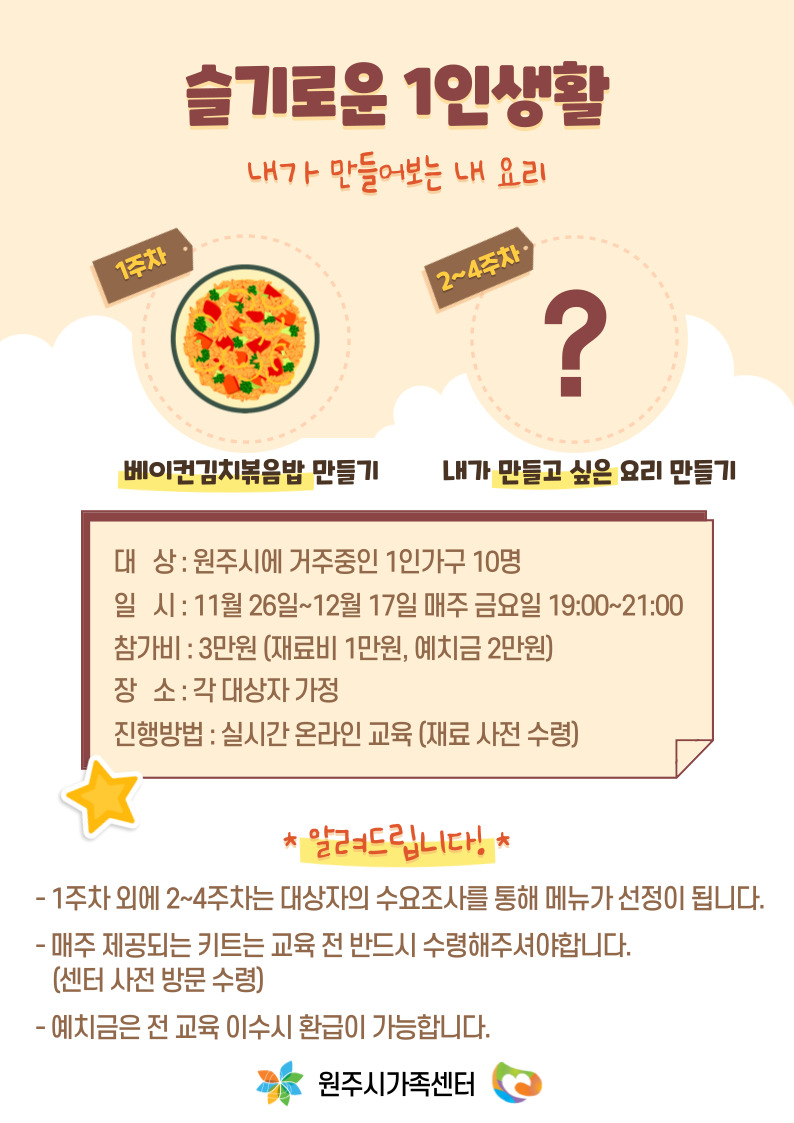 슬기로운 1인생활
내가 만들어보는 내 요리
1주차
2~4주차
?
베이컨김치볶음밥 만들기
내가 만들고 싶은 요리 만들기
대 상 : 원주시에 거주중인 1인가구 10명
일 시 : 11월 26일~12월 17일 매주 금요일 19:00~21:00
참가비 : 3만원 (재료비 1만원, 예치금 2만원)
장 소 : 각 대상자 가정
진행방법 : 실시간 온라인 교육 (재료 사전 수령)
* 알려드립니다! *
- 1주차 외에 2~4주차는 대상자의 수요조사를 통해 메뉴가 선정이 됩니다.
- 매주 제공되는 키트는 교육 전 반드시 수령해주셔야합니다.
(센터 사전 방문 수령)
- 예치금은 전 교육 이수시 환급이 가능합니다.
원주시가족센터